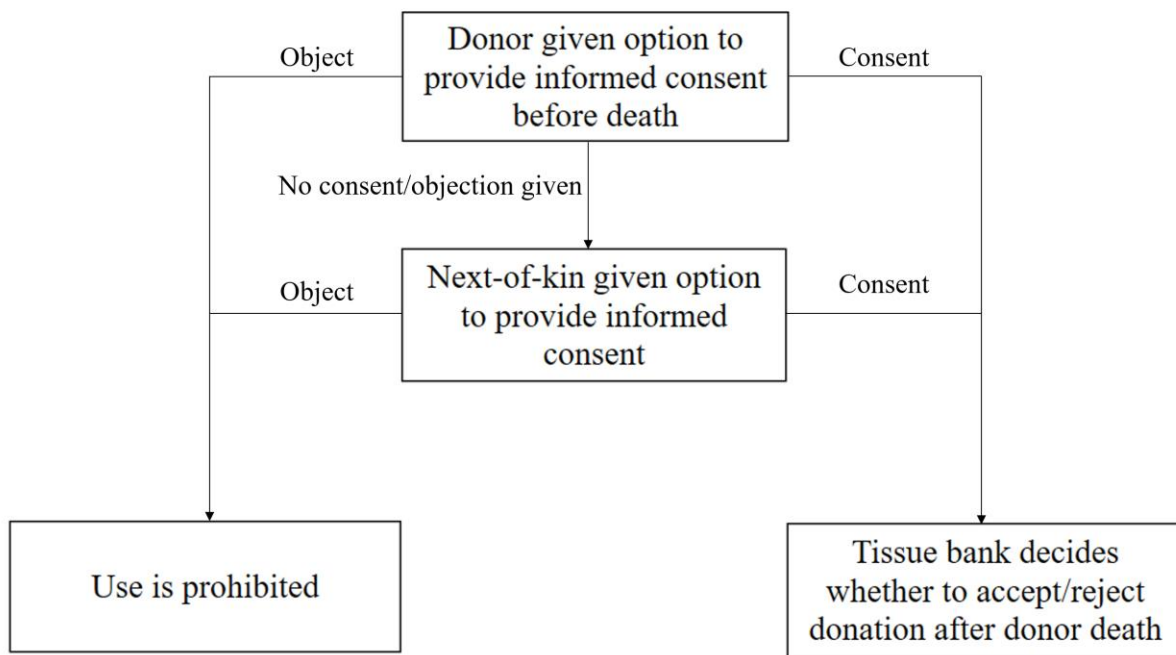 Object
Donor given option to
provide informed consent
before death
Consent
No consent/objection given
Object
Next-of-kin given option
to provide informed
consent
Consent
Use is prohibited
Tissue bank decides
whether to accept/reject
donation after donor death